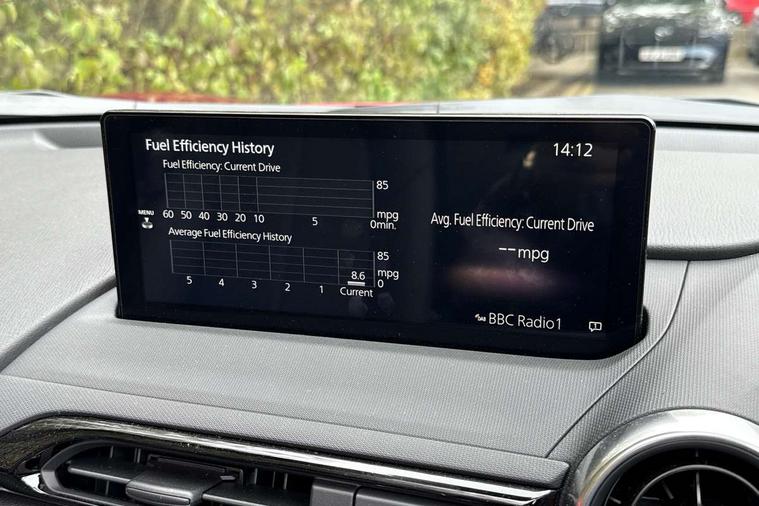 Fuel Efficiency History
14:12
Fuel Efficiency: Current Drive
85
mpg
60 50 40 30 20 10 5 0min.
MENU
Average Fuel Efficiency History
85
mpg
8.6
0
5 4 3 2 1 Current
Avg. Fuel Efficiency: Current Drive
--mpg
DAB BBC Radio1